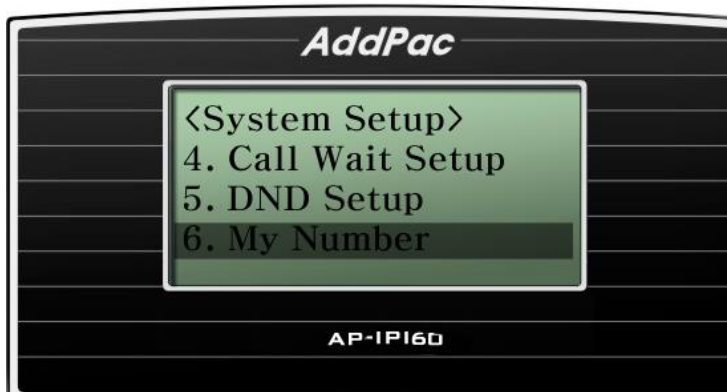 AddPac
<System Setup>
4. Call Wait Setup
5. DND Setup
6. My Number
AP-IP160